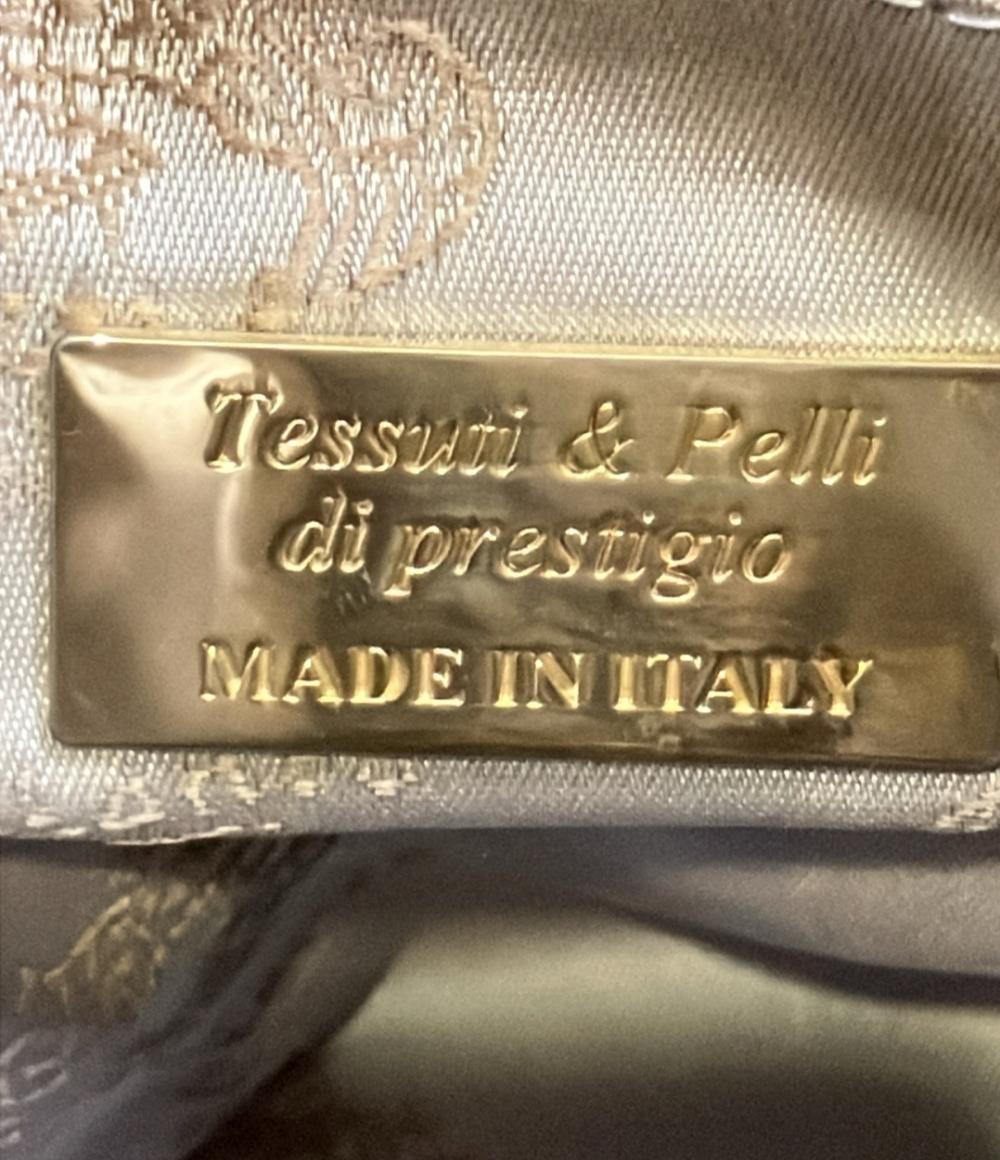 Tessuti & Pelli
di prestigio
MADE IN ITALY